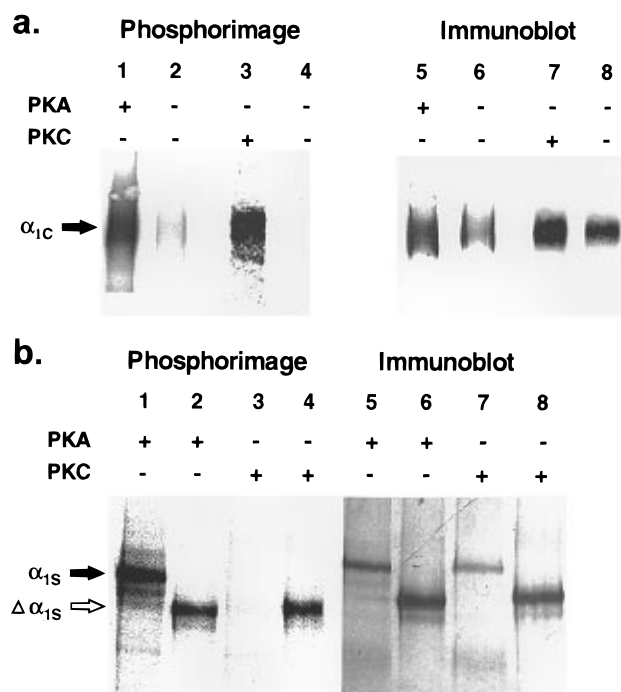 a.
Phosphorimage Immunoblot
1 2 3 4 5 6 7 8
PKA + - - - + - - -
PKC - - + - - - + -
α1C
b.
Phosphorimage Immunoblot
1 2 3 4 5 6 7 8
PKA + + - - + + - -
PKC - - + + - - + +
α1S
Δ α1S